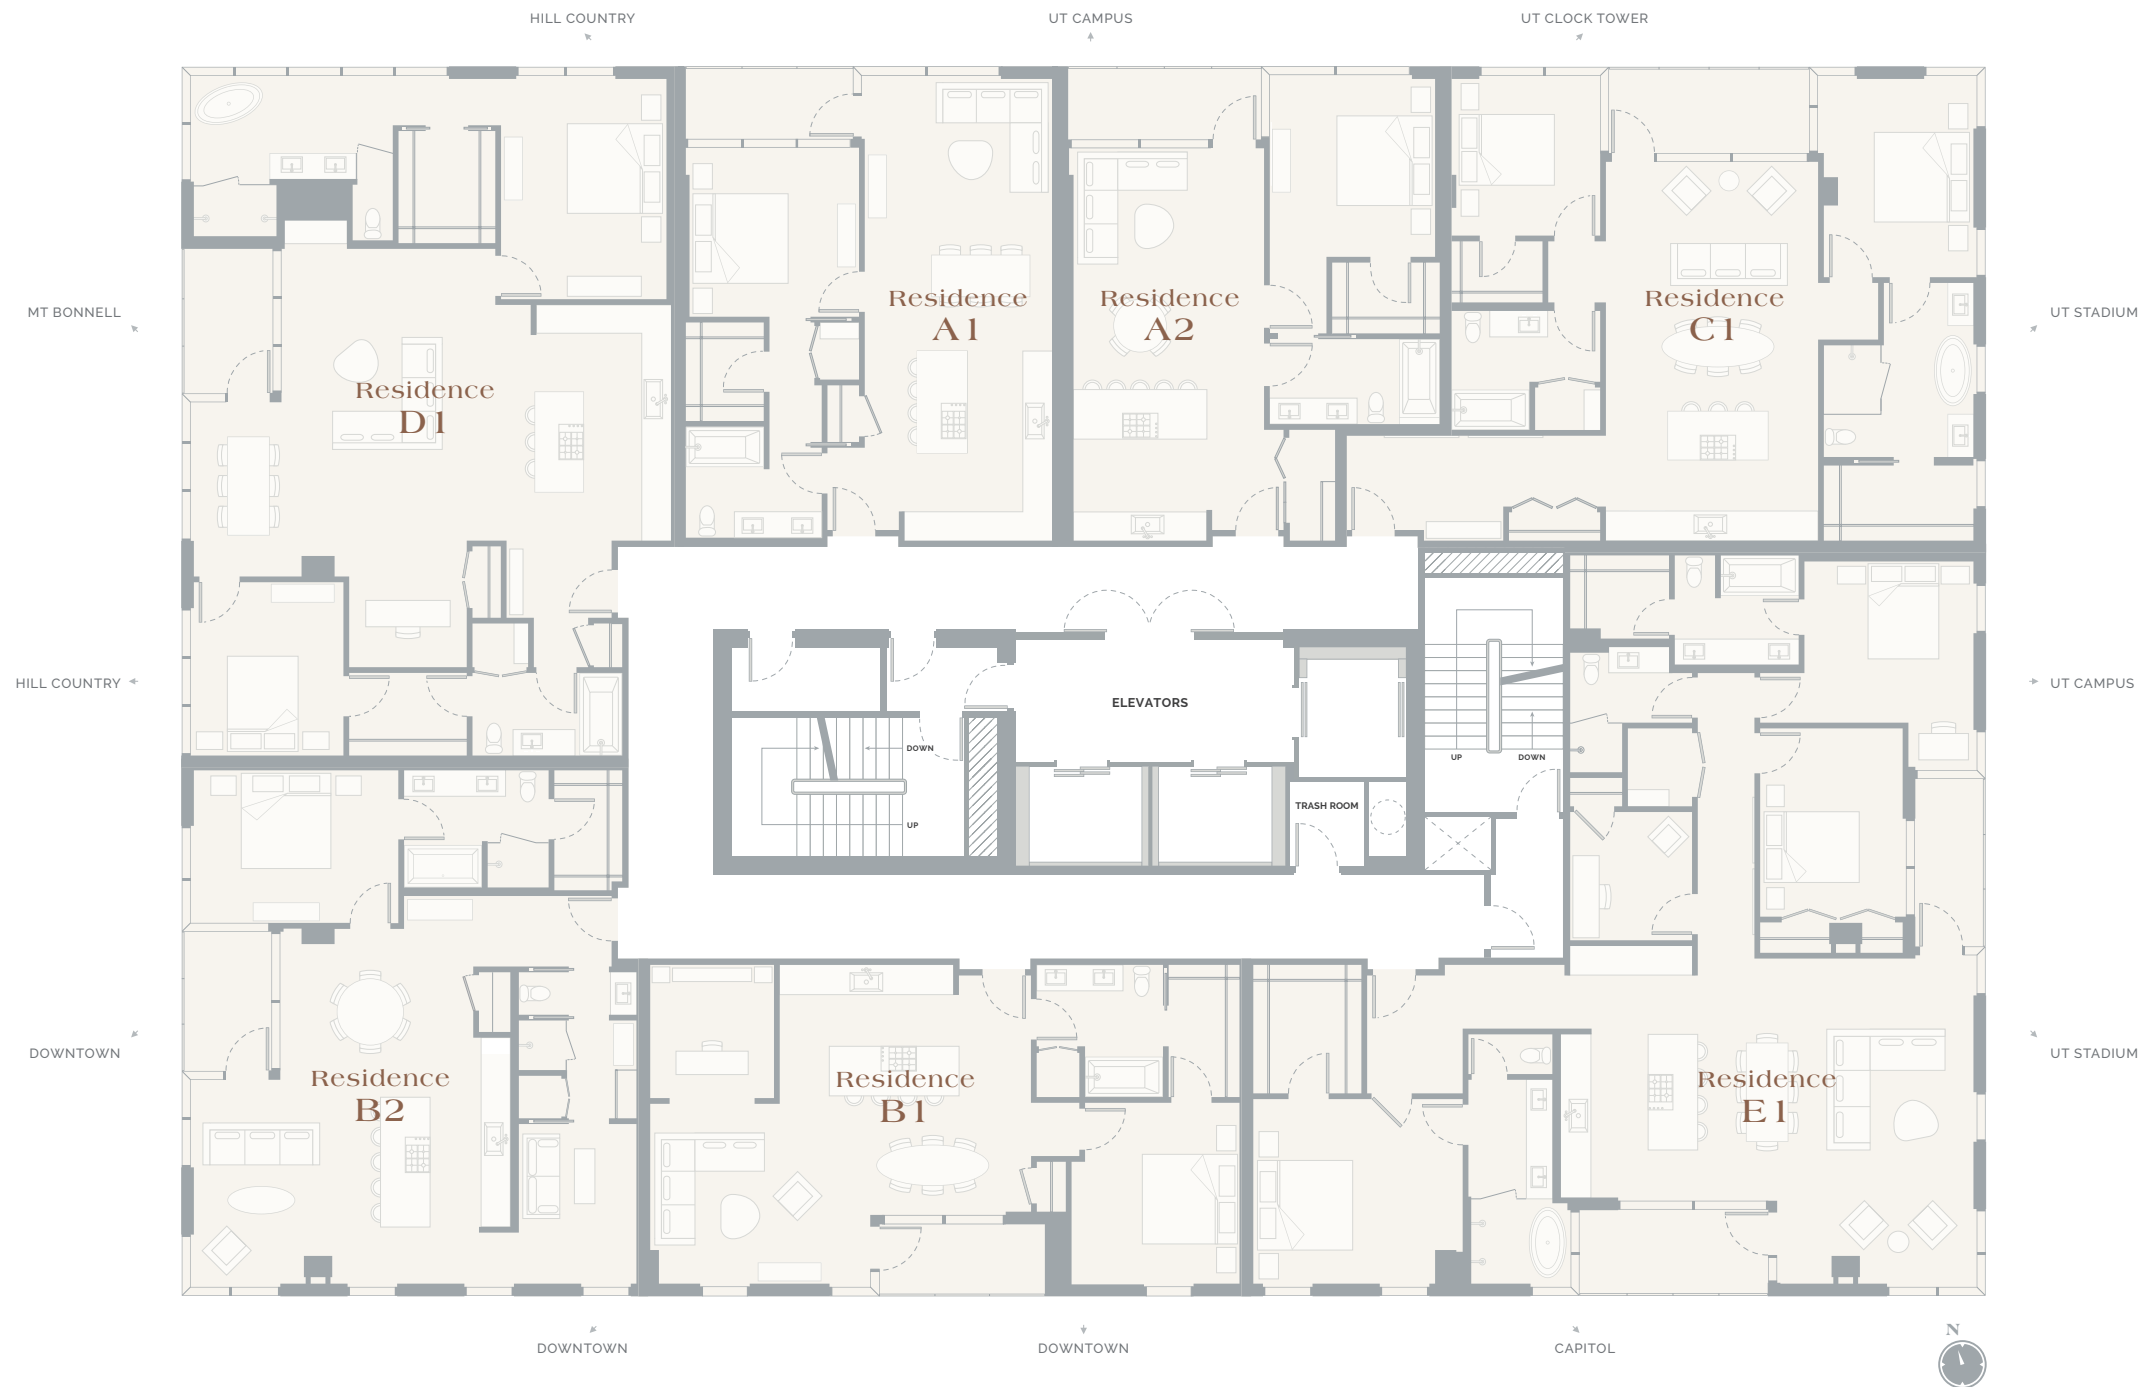 HILL COUNTRY
UT CAMPUS
UT CLOCK TOWER
MT BONNELL
Residence
A1
Residence
A2
Residence
C1
UT STADIUM
Residence
D1
HILL COUNTRY
ELEVATORS
UT CAMPUS
DOWN
UP
UP
DOWN
TRASH ROOM
DOWNTOWN
UT STADIUM
Residence
B2
Residence
B1
Residence
E1
DOWNTOWN
DOWNTOWN
CAPITOL
N